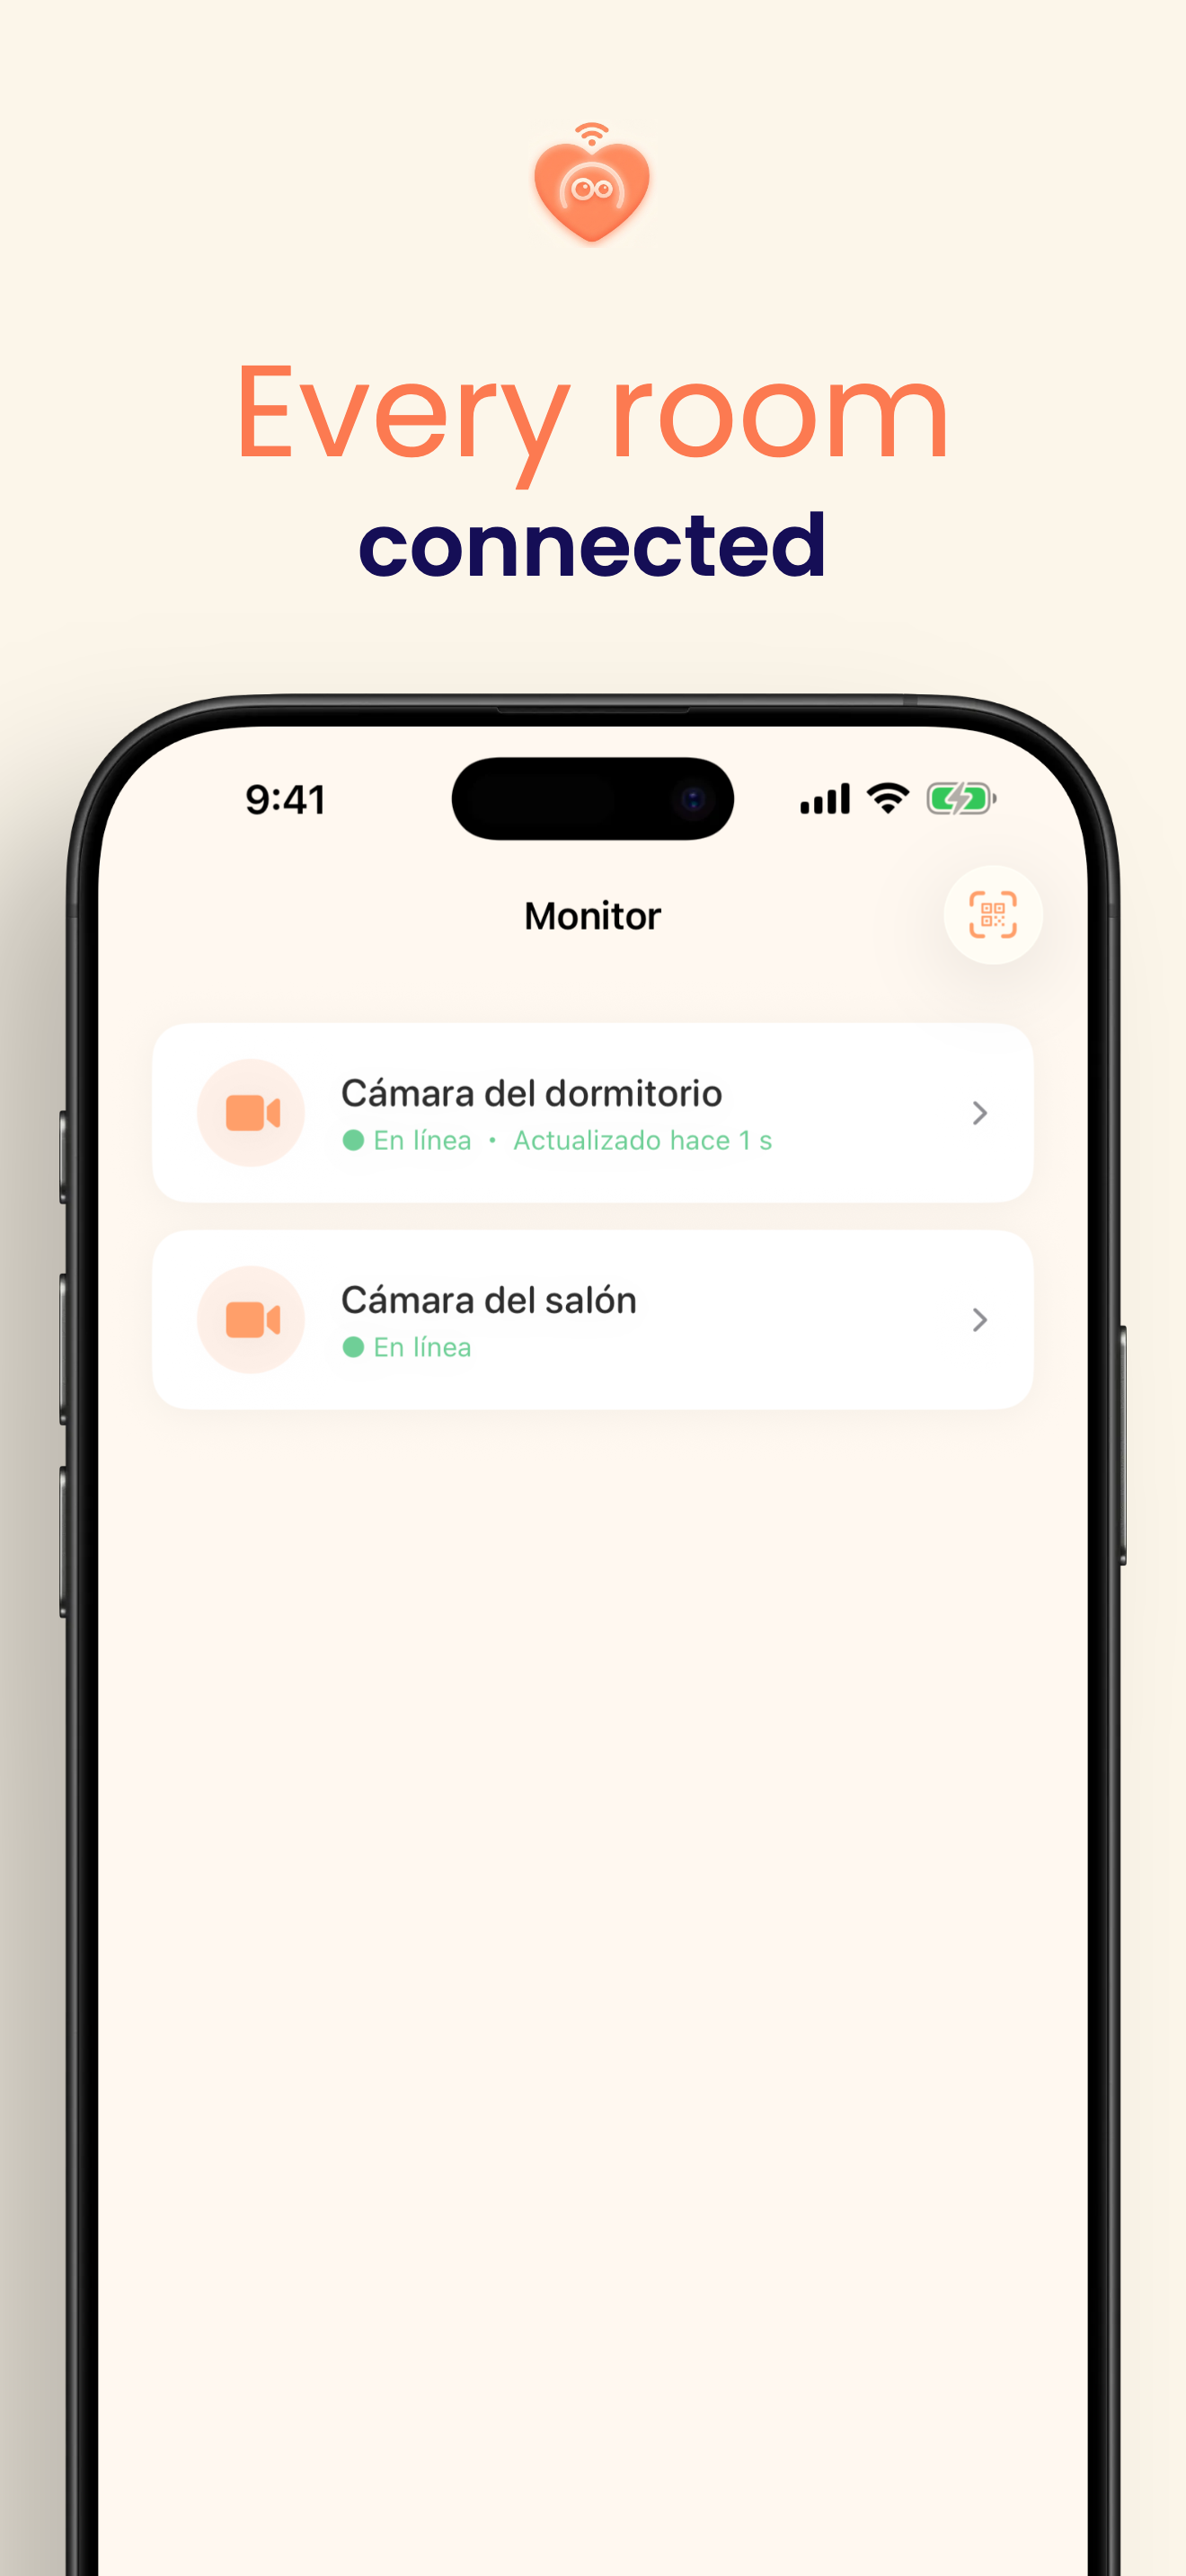 Every room
connected
9:41
Monitor
Cámara del dormitorio
En línea • Actualizado hace 1 s
Cámara del salón
En línea